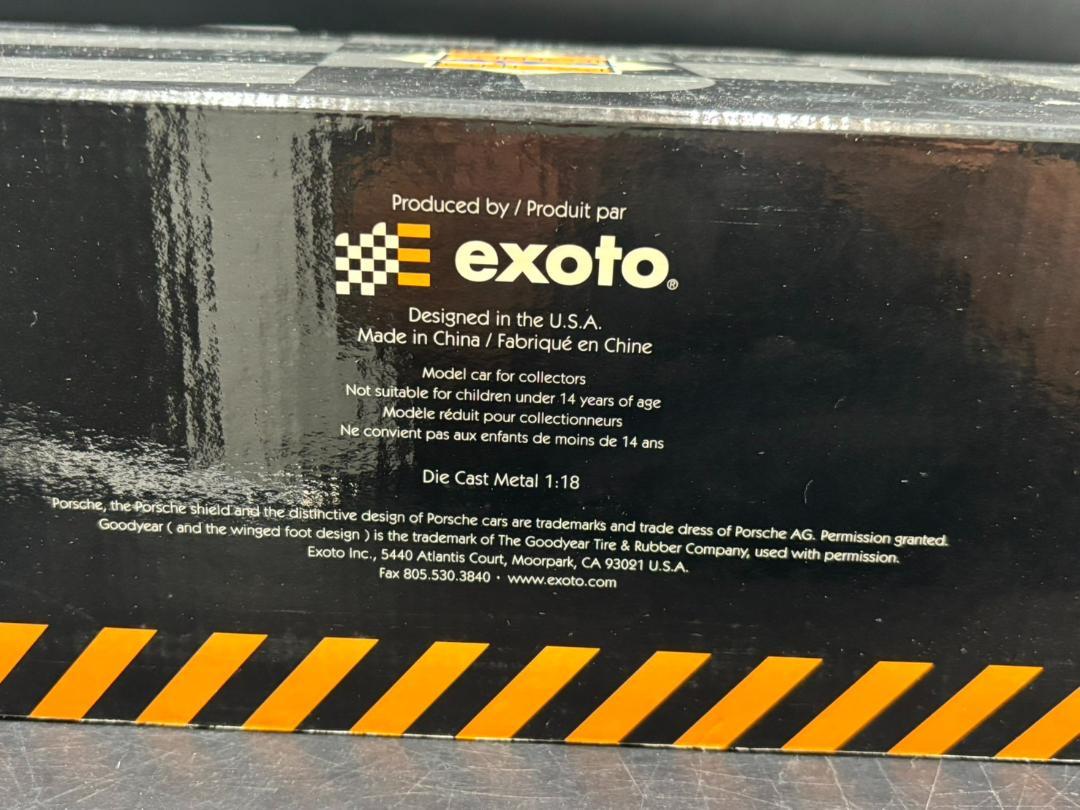 Produced by / Produit par
exoto®
Designed in the U.S.A.
Made in China / Fabriqué en Chine
Model car for collectors
Not suitable for children under 14 years of age
Modèle réduit pour collectionneurs
Ne convient pas aux enfants de moins de 14 ans
Die Cast Metal 1:18
Porsche, the Porsche shield and the distinctive design of Porsche cars are trademarks and trade dress of Porsche AG. Permission granted.
Goodyear ( and the winged foot design ) is the trademark of The Goodyear Tire & Rubber Company, used with permission.
Exoto Inc., 5440 Atlantis Court, Moorpark, CA 93021 U.S.A.
Fax 805.530.3840 · www.exoto.com